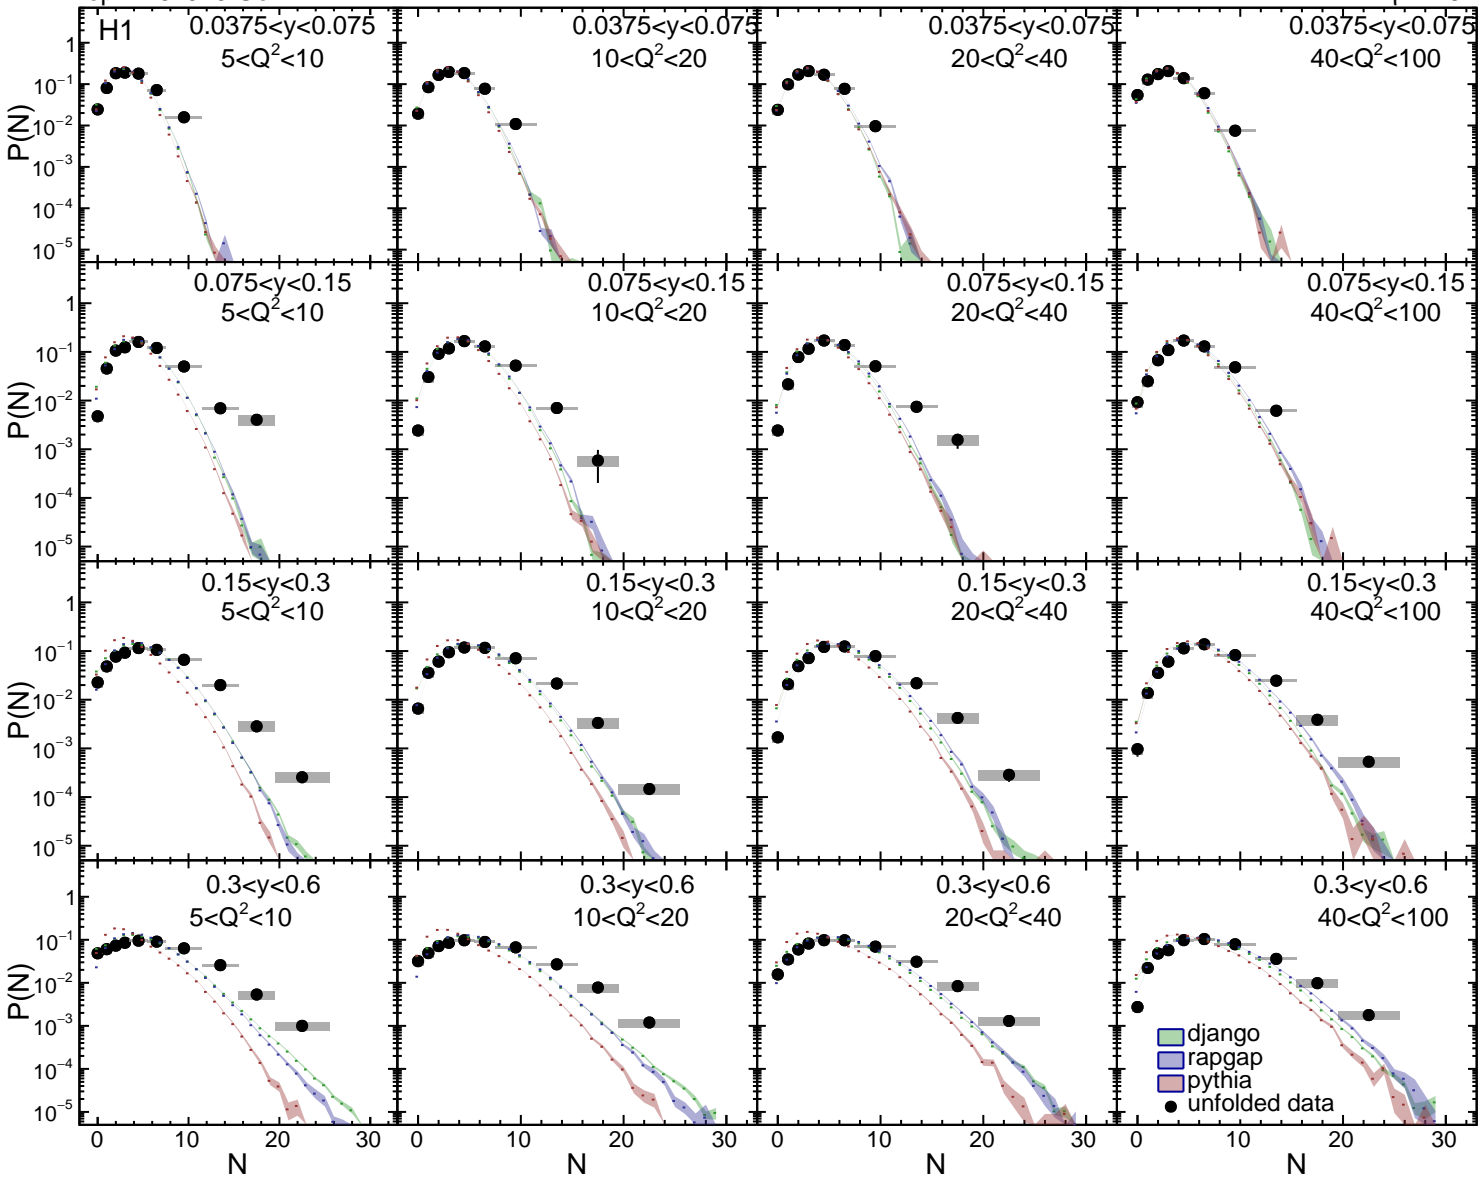 H1
0.0375<y<0.075
5<Q²<10
0.0375<y<0.075
10<Q²<20
0.0375<y<0.075
20<Q²<40
0.0375<y<0.075
40<Q²<100
P(N)
1
10⁻¹
10⁻²
10⁻³
10⁻⁴
10⁻⁵
0.075<y<0.15
5<Q²<10
0.075<y<0.15
10<Q²<20
0.075<y<0.15
20<Q²<40
0.075<y<0.15
40<Q²<100
P(N)
1
10⁻¹
10⁻²
10⁻³
10⁻⁴
10⁻⁵
0.15<y<0.3
5<Q²<10
0.15<y<0.3
10<Q²<20
0.15<y<0.3
20<Q²<40
0.15<y<0.3
40<Q²<100
P(N)
1
10⁻¹
10⁻²
10⁻³
10⁻⁴
10⁻⁵
0.3<y<0.6
5<Q²<10
0.3<y<0.6
10<Q²<20
0.3<y<0.6
20<Q²<40
0.3<y<0.6
40<Q²<100
P(N)
1
10⁻¹
10⁻²
10⁻³
10⁻⁴
10⁻⁵
django
rapgap
pythia
unfolded data
0 10 20 30
0 10 20 30
0 10 20 30
0 10 20 30
N
N
N
N